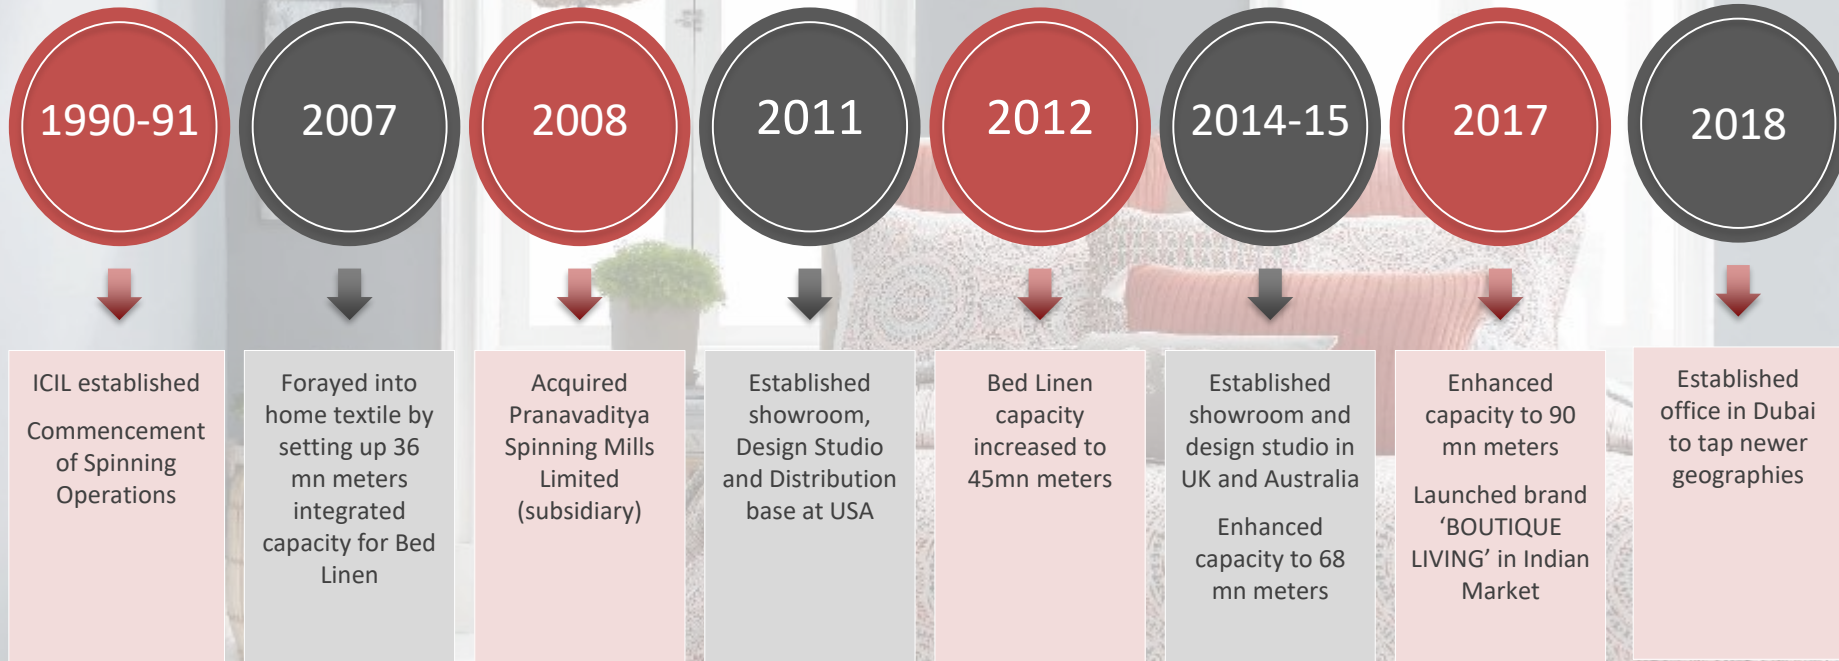 1990-91
2007
2008
2011
2012
2014-15
2017
2018
ICIL established
Commencement
of Spinning
Operations
Forayed into
home textile by
setting up 36
mn meters
integrated
capacity for Bed
Linen
Acquired
Pranavaditya
Spinning Mills
Limited
(subsidiary)
Established
showroom,
Design Studio
and Distribution
base at USA
Bed Linen
capacity
increased to
45mn meters
Established
showroom and
design studio in
UK and Australia
Enhanced
capacity to 68
mn meters
Enhanced
capacity to 90
mn meters
Launched brand
‘BOUTIQUE
LIVING’ in Indian
Market
Established
office in Dubai
to tap newer
geographies